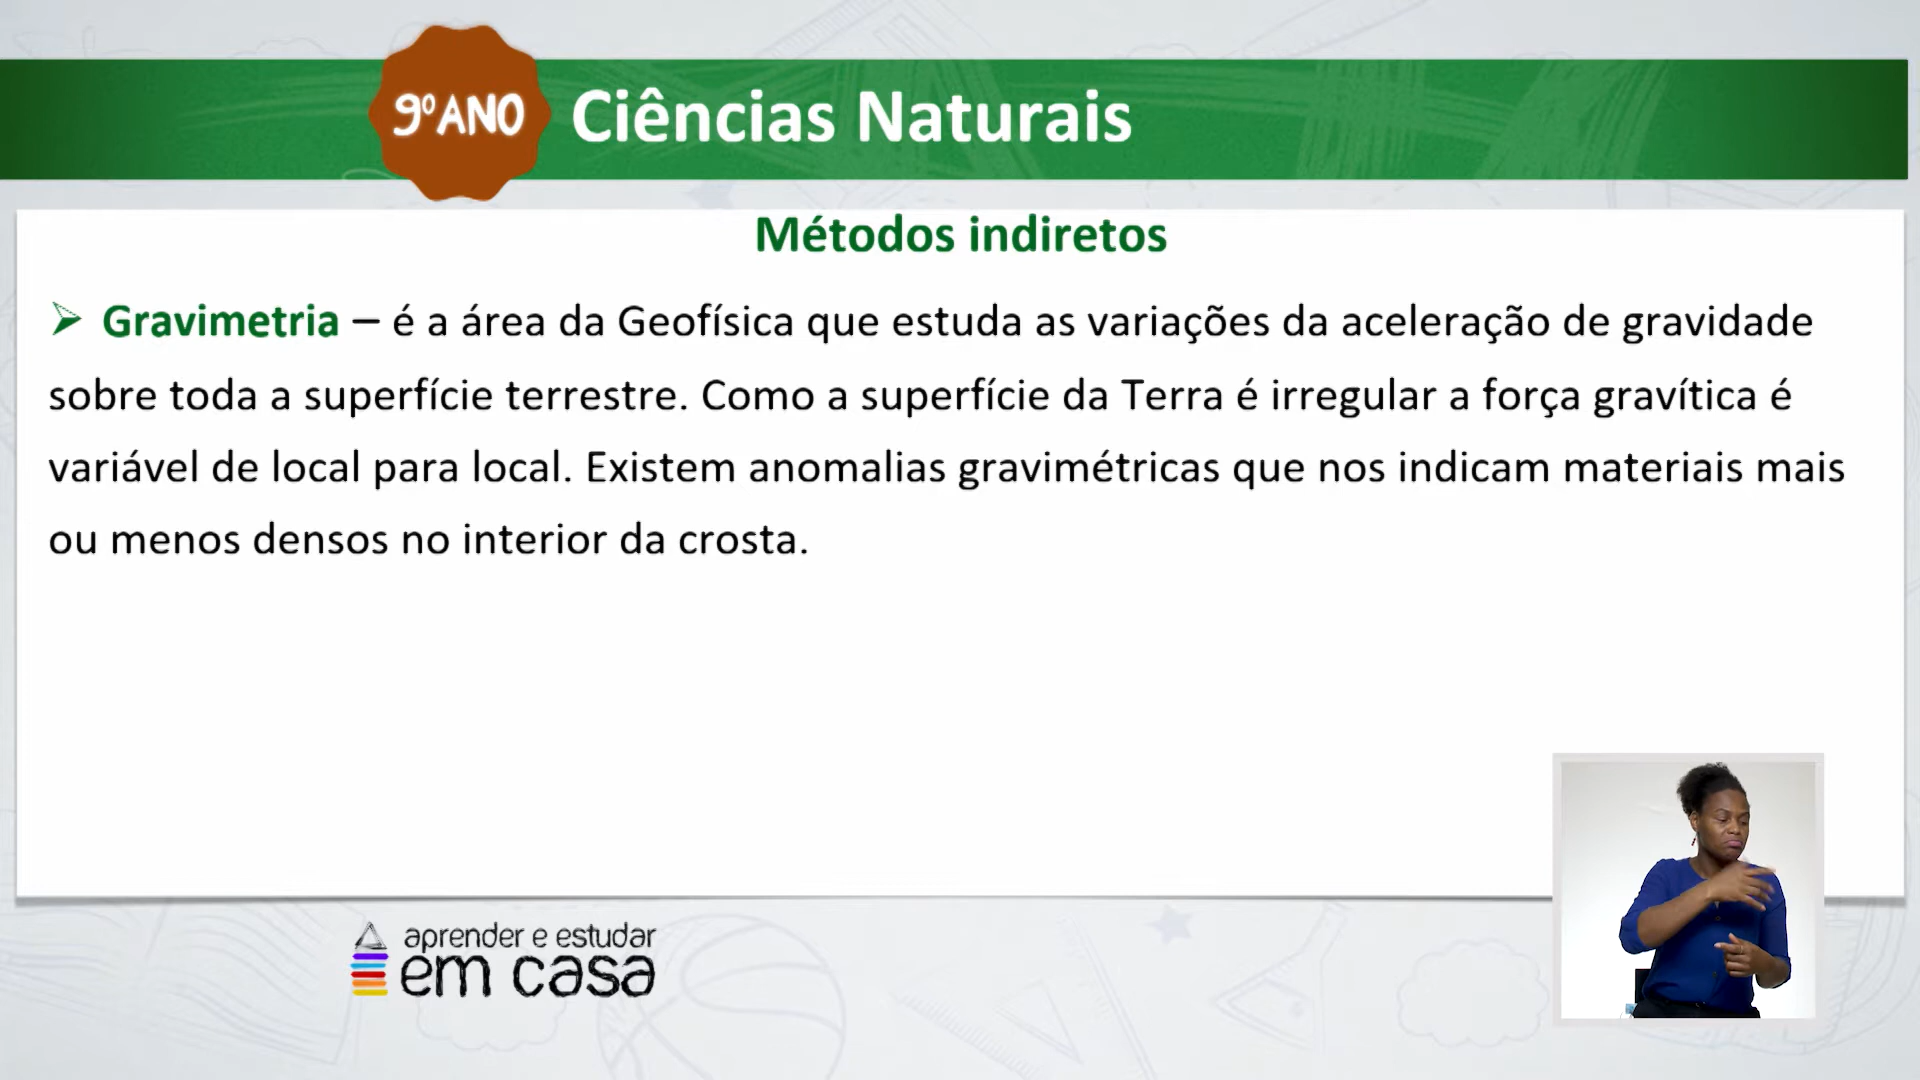 9ºANO
Ciências Naturais
Métodos indiretos
➢ Gravimetria – é a área da Geofísica que estuda as variações da aceleração de gravidade
sobre toda a superfície terrestre. Como a superfície da Terra é irregular a força gravítica é
variável de local para local. Existem anomalias gravimétricas que nos indicam materiais mais
ou menos densos no interior da crosta.
aprender e estudar
em casa